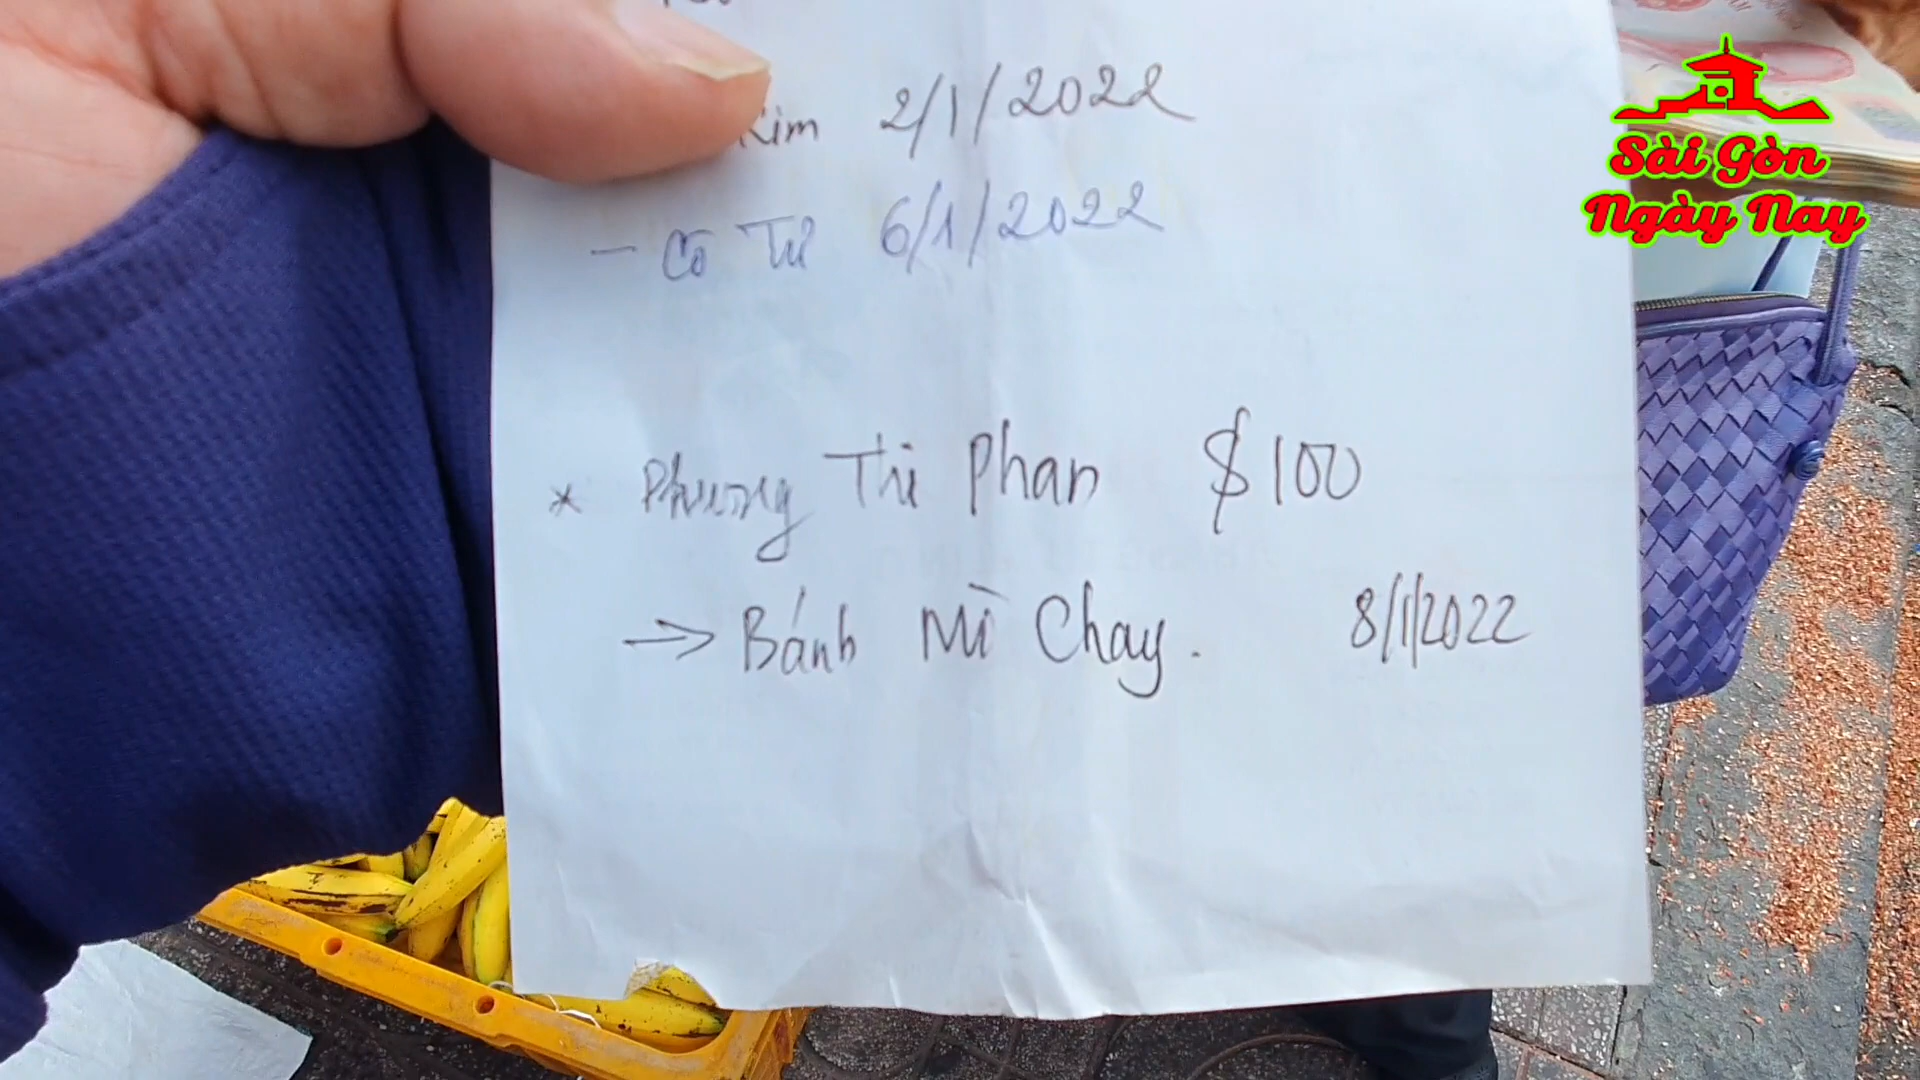 Kim 2/1/2022
- Cô Tư 6/1/2022
* Phương Thi Phan $100
→ Bánh Mì Chay. 8/1/2022
Sài Gòn
Ngày Nay